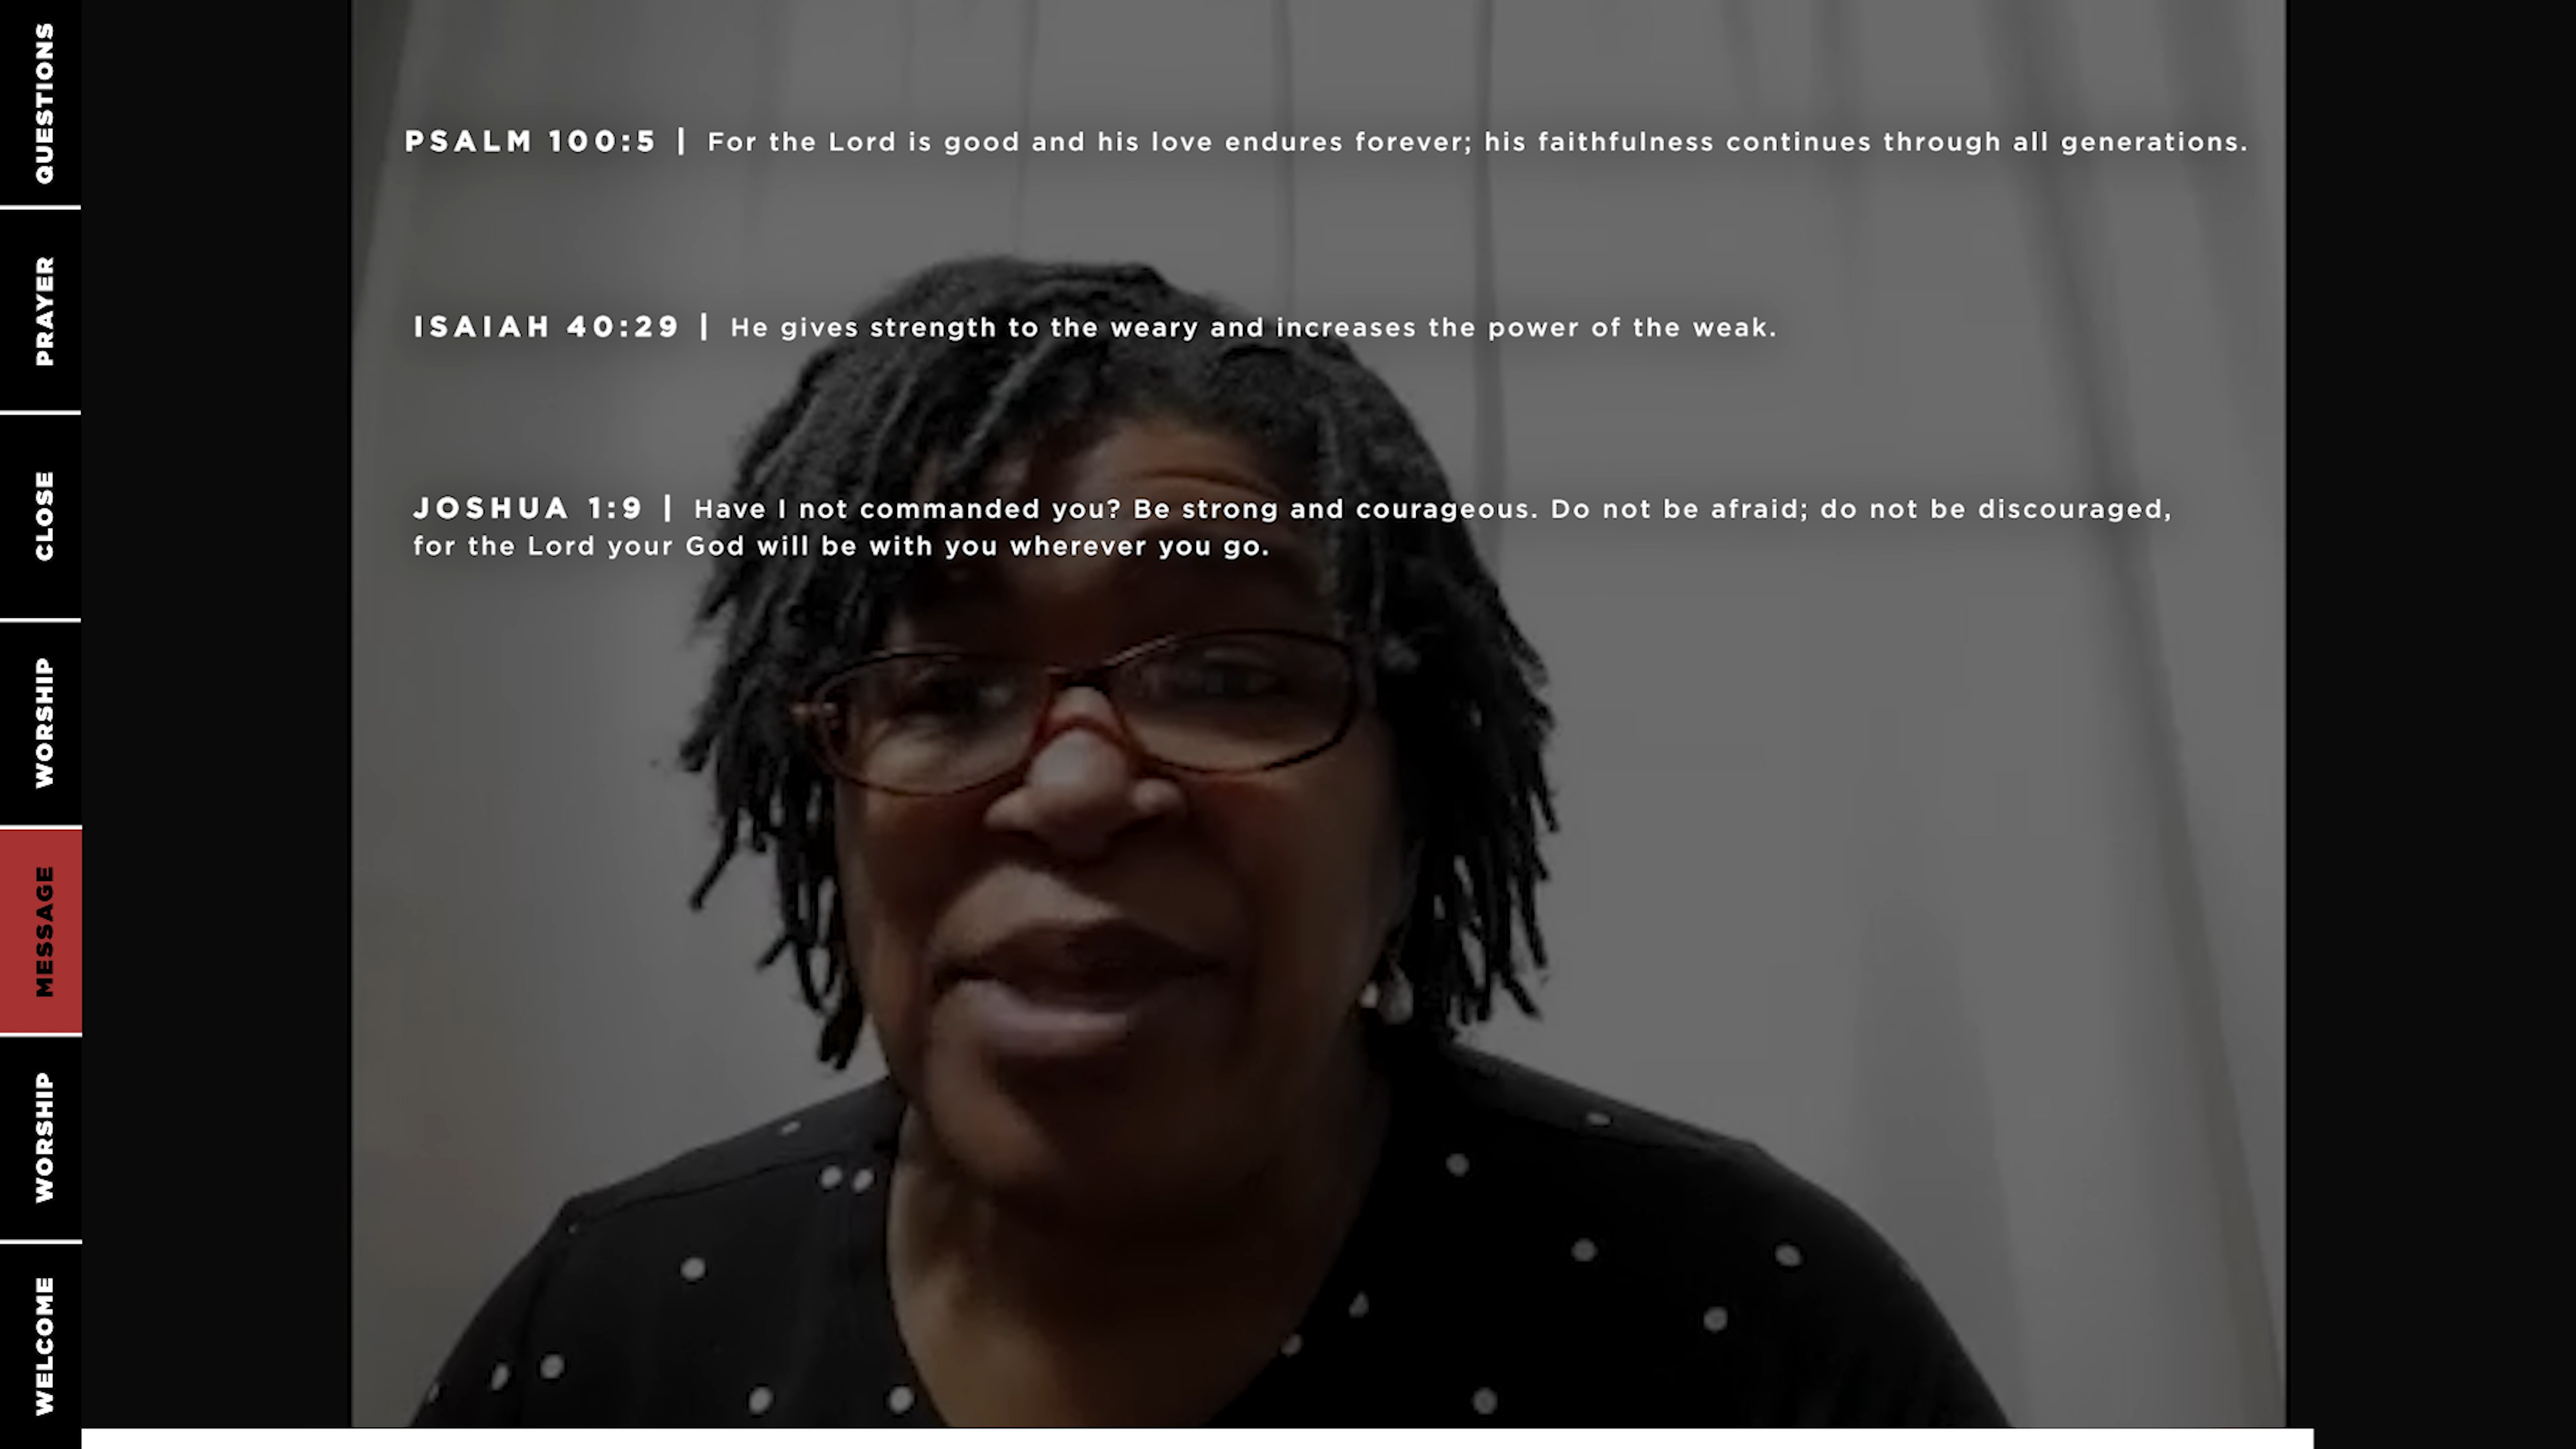 PSALM 100:5 | For the Lord is good and his love endures forever; his faithfulness continues through all generations.
ISAIAH 40:29 | He gives strength to the weary and increases the power of the weak.
JOSHUA 1:9 | Have I not commanded you? Be strong and courageous. Do not be afraid; do not be discouraged,
for the Lord your God will be with you wherever you go.
QUESTIONS
PRAYER
CLOSE
WORSHIP
MESSAGE
WORSHIP
WELCOME